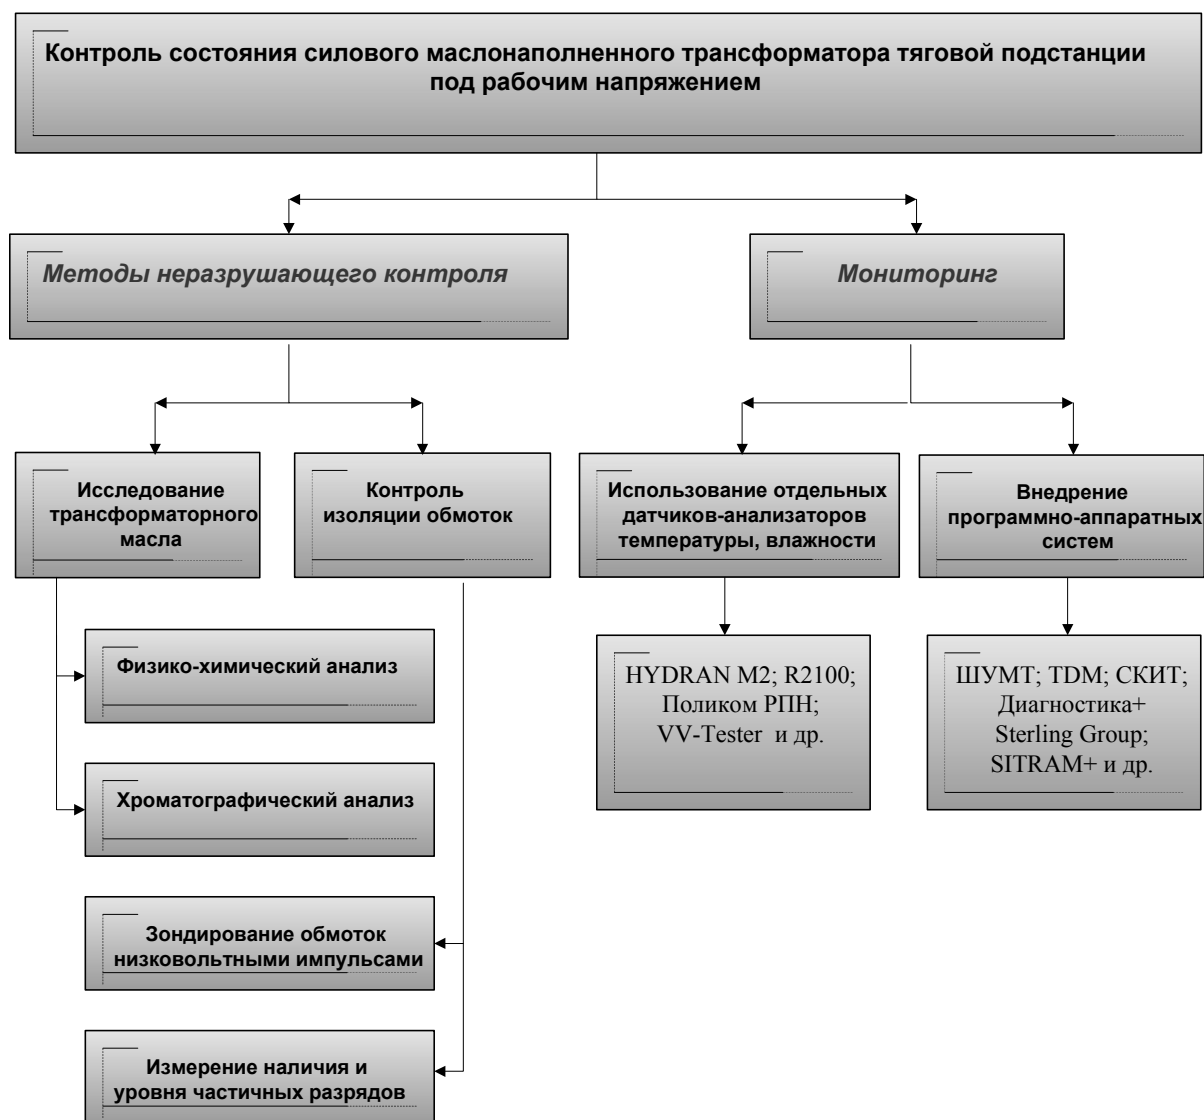 Контроль состояния силового маслонаполненного трансформатора тяговой подстанции
под рабочим напряжением
Методы неразрушающего контроля
Мониторинг
Исследование
трансформаторного
масла
Контроль
изоляции обмоток
Использование отдельных
датчиков-анализаторов
температуры, влажности
Внедрение
программно-аппаратных
систем
Физико-химический анализ
Хроматографический анализ
Зондирование обмоток
низковольтными импульсами
Измерение наличия и
уровня частичных разрядов
HYDRAN M2; R2100;
Поликом РПН;
VV-Tester и др.
ШУМТ; TDM; СКИТ;
Диагностика+
Sterling Group;
SITRAM+ и др.